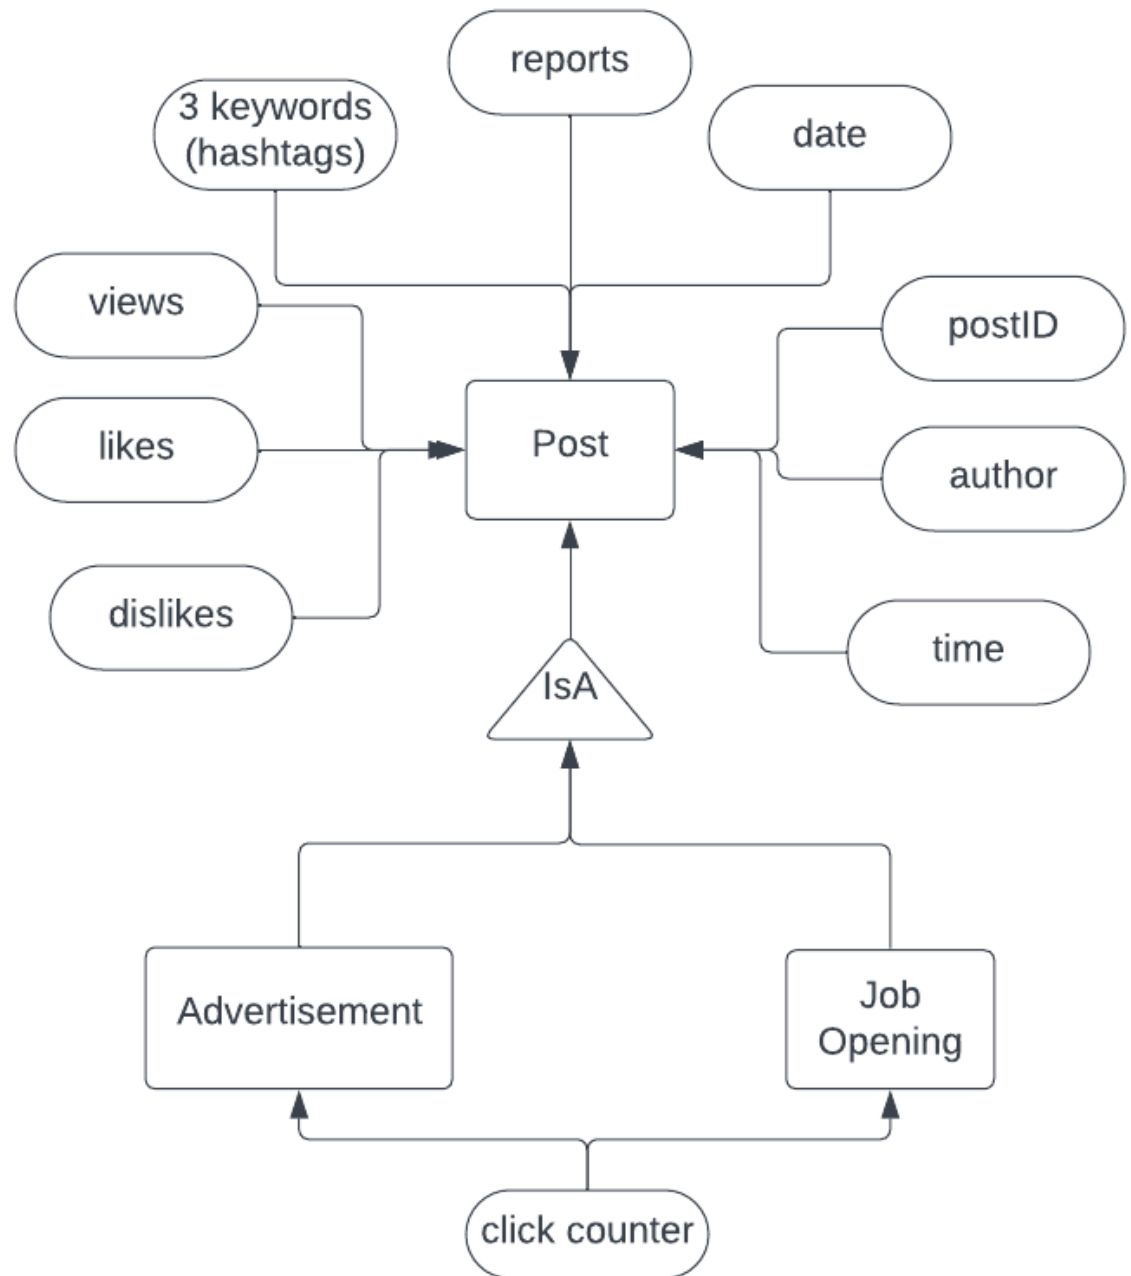 reports
3 keywords
(hashtags)
date
views
postID
likes
Post
author
dislikes
time
IsA
Advertisement
Job
Opening
click counter